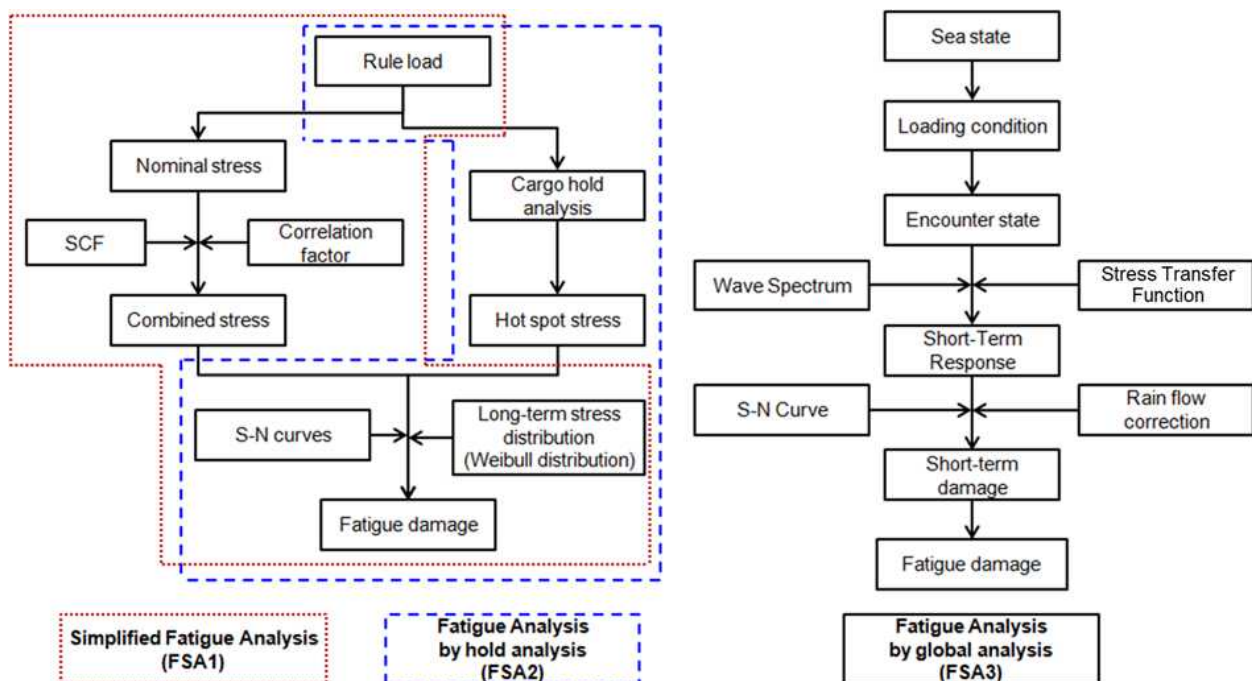 Rule load
Nominal stress
SCF
Correlation
factor
Combined stress
Cargo hold
analysis
Hot spot stress
S-N curves
Long-term stress
distribution
(Weibull distribution)
Fatigue damage
Simplified Fatigue Analysis
(FSA1)
Fatigue Analysis
by hold analysis
(FSA2)
Sea state
Loading condition
Encounter state
Wave Spectrum
Stress Transfer
Function
Short-Term
Response
S-N Curve
Rain flow
correction
Short-term
damage
Fatigue damage
Fatigue Analysis
by global analysis
(FSA3)